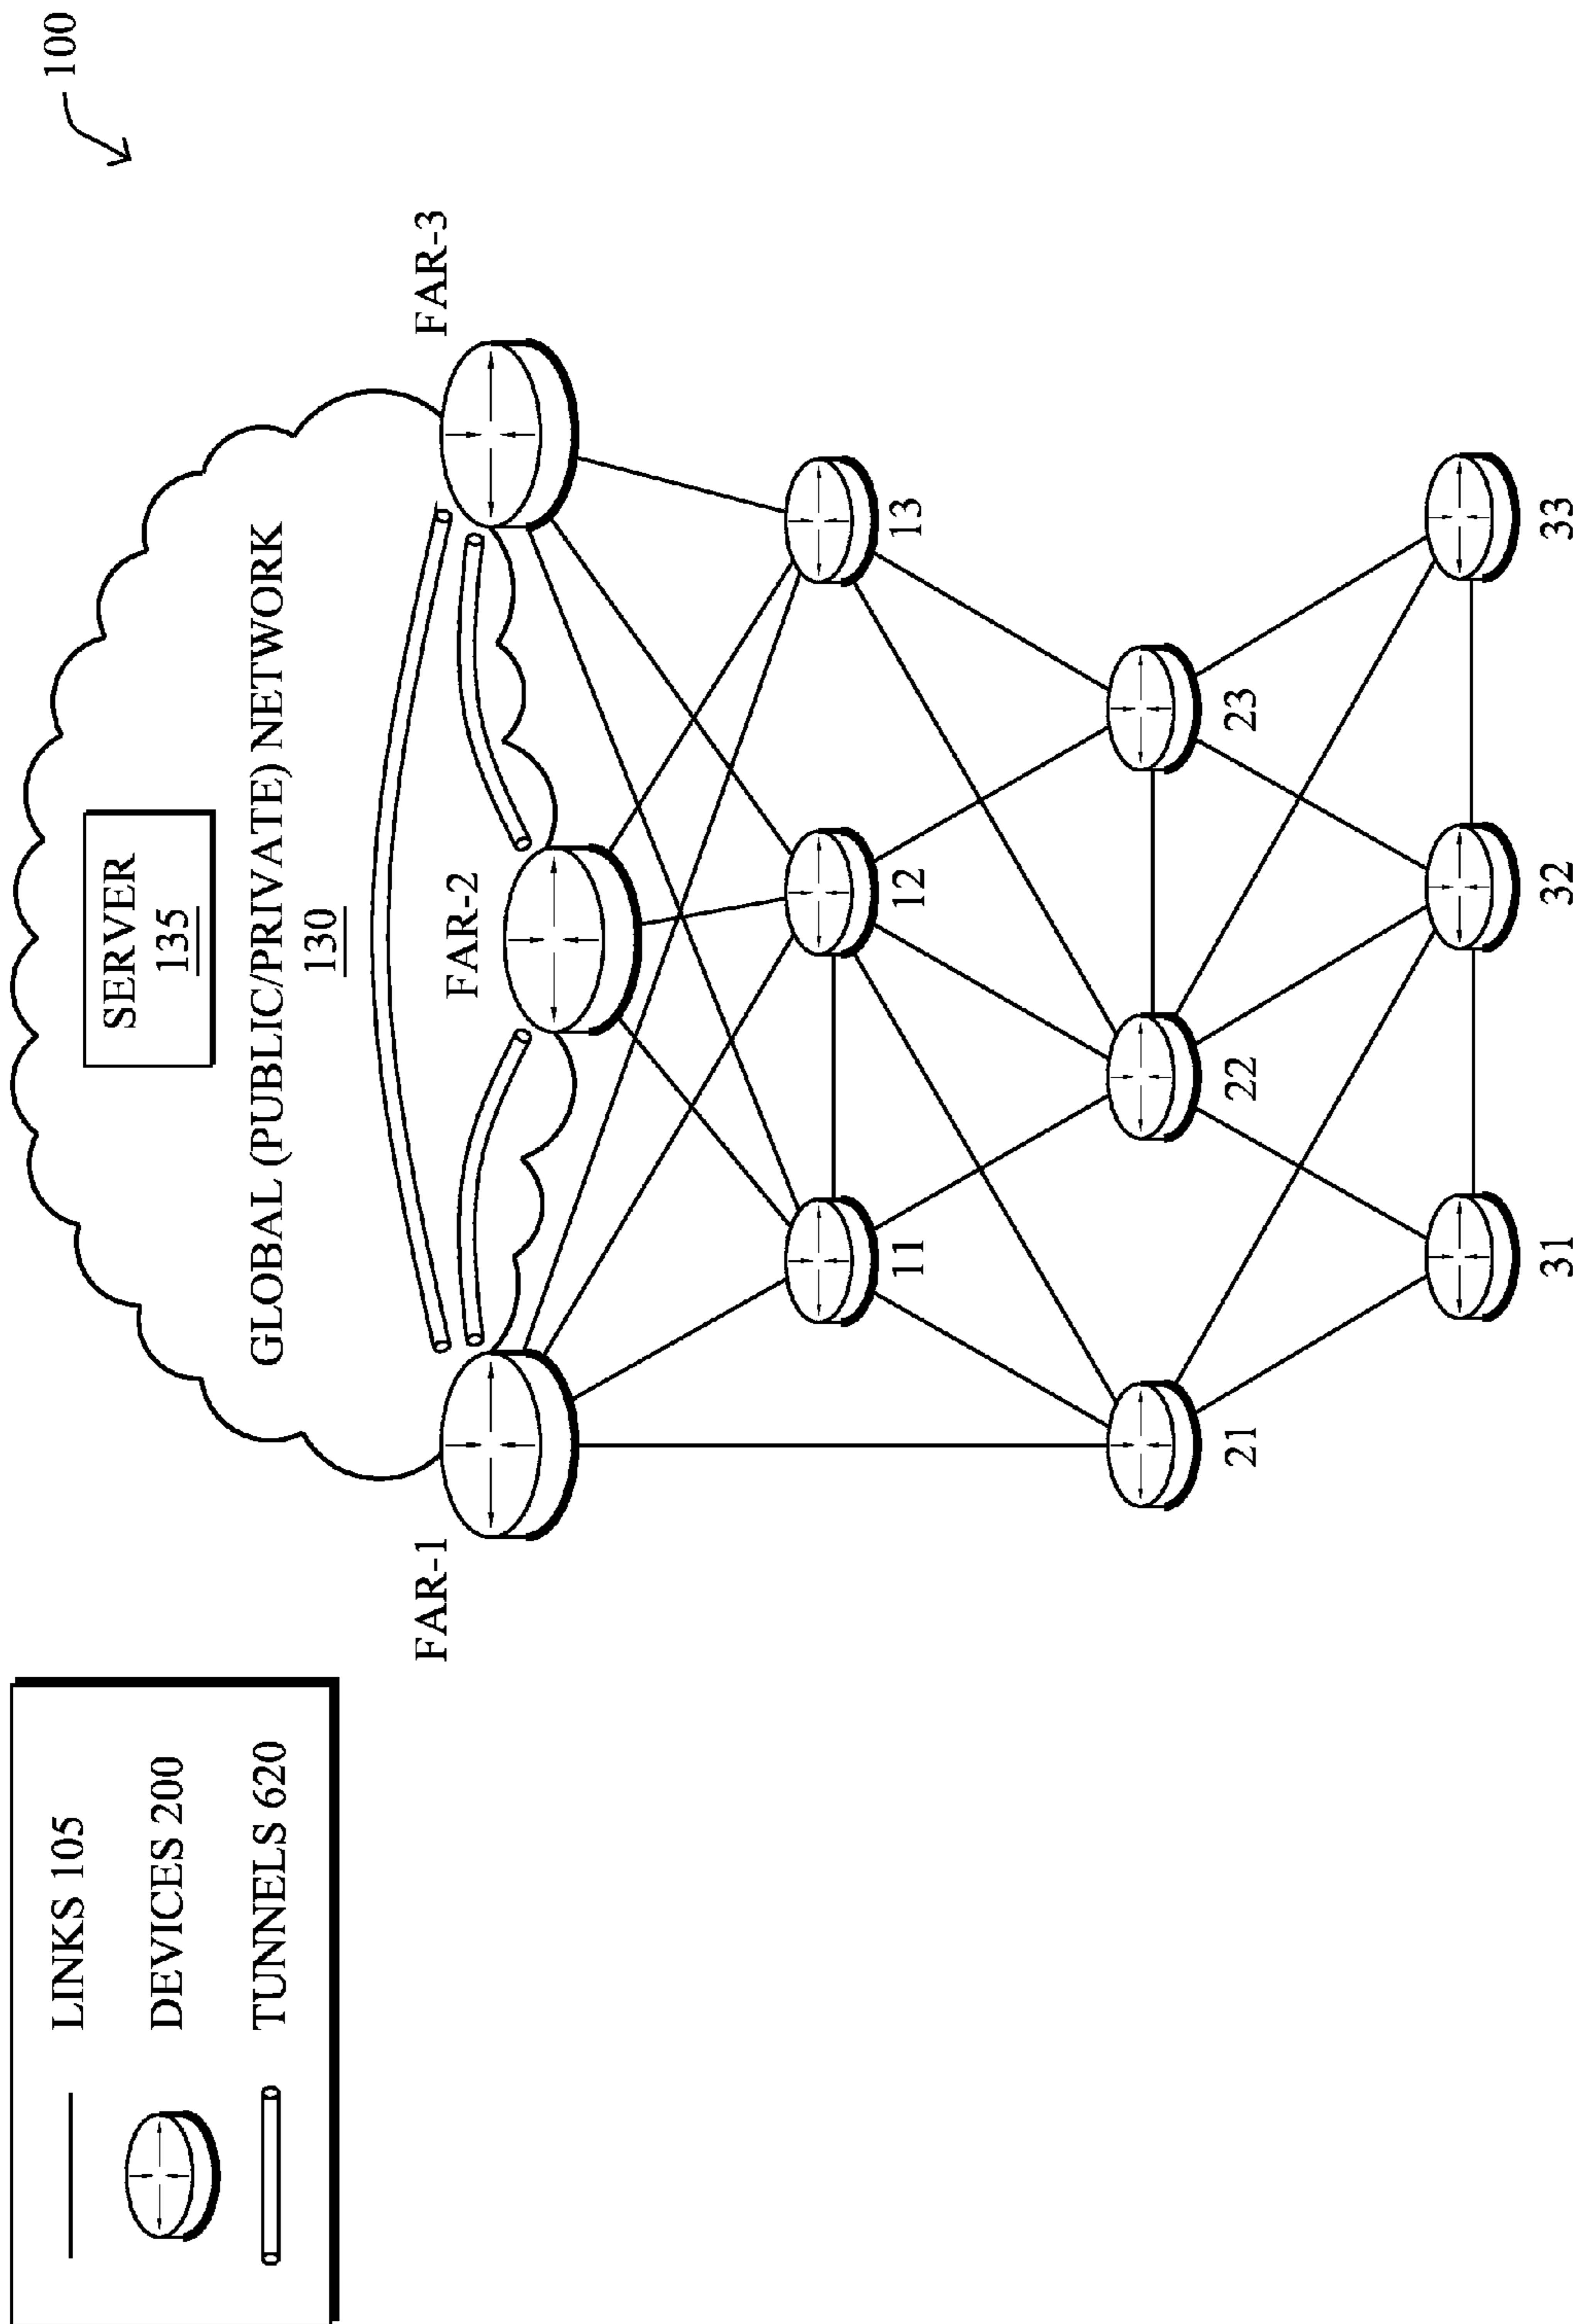 LINKS 105
DEVICES 200
TUNNELS 620
100
SERVER
135
GLOBAL (PUBLIC/PRIVATE) NETWORK
130
FAR-1
FAR-2
FAR-3
11
12
13
21
22
23
31
32
33